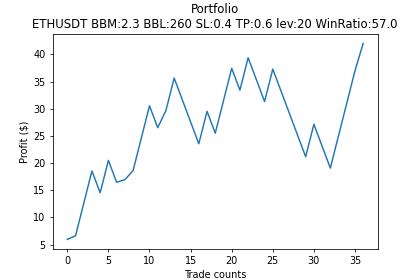 Portfolio
ETHUSDT BBM:2.3 BBL:260 SL:0.4 TP:0.6 lev:20 WinRatio:57.0
40
35
30
25
20
15
10
5
Profit ($)
0 5 10 15 20 25 30 35
Trade counts